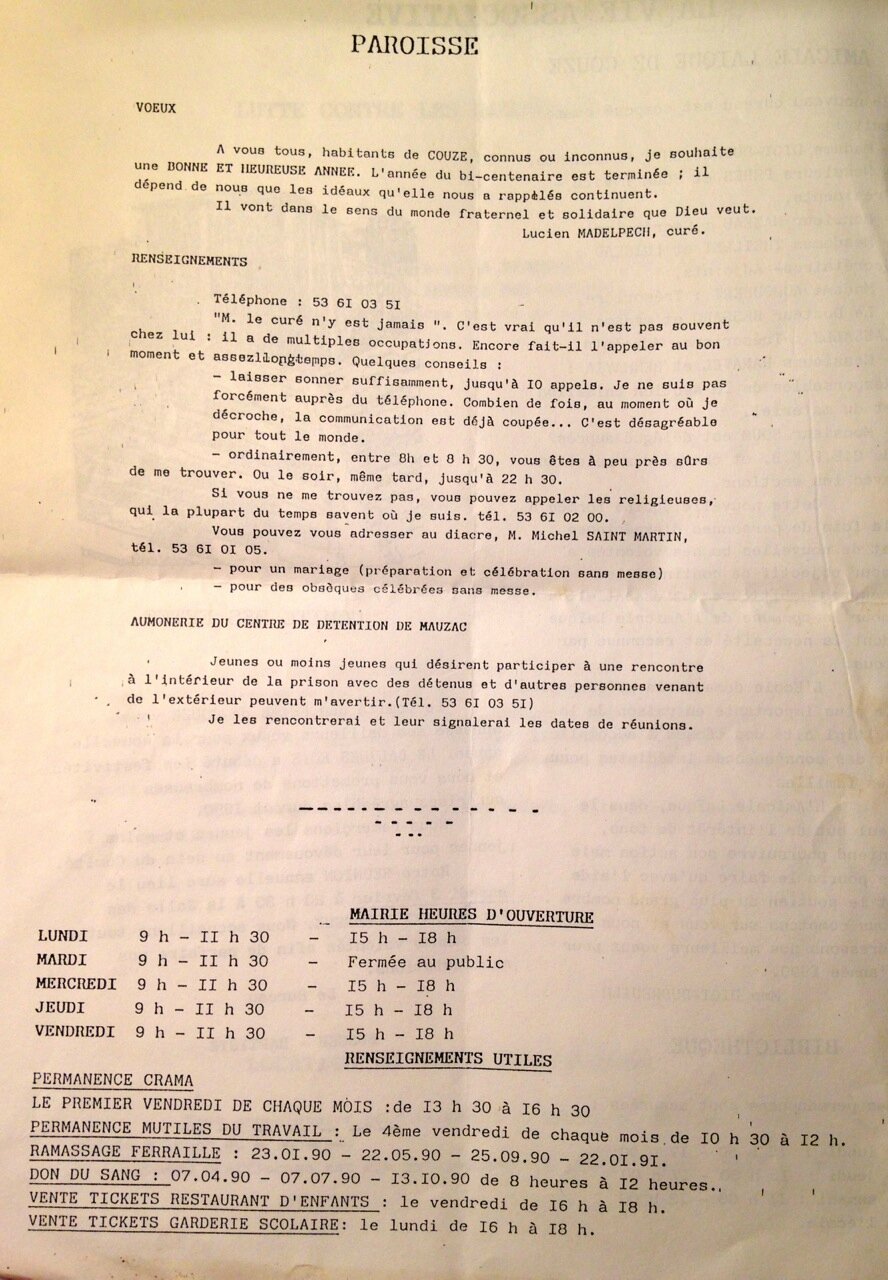 PAROISSE
VOEUX
A vous tous, habitants de COUZE, connus ou inconnus, je souhaite
une BONNE ET HEUREUSE ANNEE. L'année du bi-centenaire est terminée ; il
dépend de nous que les idéaux qu'elle nous a rappelés continuent.
Il vont dans le sens du monde fraternel et solidaire que Dieu veut.
Lucien MADELPECH, curé.
RENSEIGNEMENTS
Téléphone : 53 6I 03 5I
"M. le curé n'y est jamais ". C'est vrai qu'il n'est pas souvent
chez lui : il a de multiples occupations. Encore fait-il l'appeler au bon
moment et assez longtemps. Quelques conseils :
- laisser sonner suffisamment, jusqu'à I0 appels. Je ne suis pas
forcément auprès du téléphone. Combien de fois, au moment où je
décroche, la communication est déjà coupée... C'est désagréable
pour tout le monde.
- ordinairement, entre 8h et 8 h 30, vous êtes à peu près sûrs
de me trouver. Ou le soir, même tard, jusqu'à 22 h 30.
Si vous ne me trouvez pas, vous pouvez appeler les religieuses,
qui la plupart du temps savent où je suis. tél. 53 6I 02 00.
Vous pouvez vous adresser au diacre, M. Michel SAINT MARTIN,
tél. 53 6I 0I 05.
- pour un mariage (préparation et célébration sans messe)
- pour des obsèques célébrées sans messe.
AUMONERIE DU CENTRE DE DETENTION DE MAUZAC
Jeunes ou moins jeunes qui désirent participer à une rencontre
à l'intérieur de la prison avec des détenus et d'autres personnes venant
de l'extérieur peuvent m'avertir.(Tél. 53 6I 03 5I)
Je les rencontrerai et leur signalerai les dates de réunions.
MAIRIE HEURES D'OUVERTURE
LUNDI 9 h - II h 30 - I5 h - I8 h
MARDI 9 h - II h 30 - Fermée au public
MERCREDI 9 h - II h 30 - I5 h - I8 h
JEUDI 9 h - II h 30 - I5 h - I8 h
VENDREDI 9 h - II h 30 - I5 h - I8 h
RENSEIGNEMENTS UTILES
PERMANENCE CRAMA
LE PREMIER VENDREDI DE CHAQUE MOIS :de I3 h 30 à I6 h 30
PERMANENCE MUTILES DU TRAVAIL : Le 4ème vendredi de chaque mois de I0 h 30 à I2 h.
RAMASSAGE FERRAILLE : 23.0I.90 - 22.05.90 - 25.09.90 - 22.0I.9I.
DON DU SANG : 07.04.90 - 07.07.90 - I3.I0.90 de 8 heures à I2 heures.
VENTE TICKETS RESTAURANT D'ENFANTS : le vendredi de I6 h à I8 h.
VENTE TICKETS GARDERIE SCOLAIRE: le lundi de I6 h à I8 h.